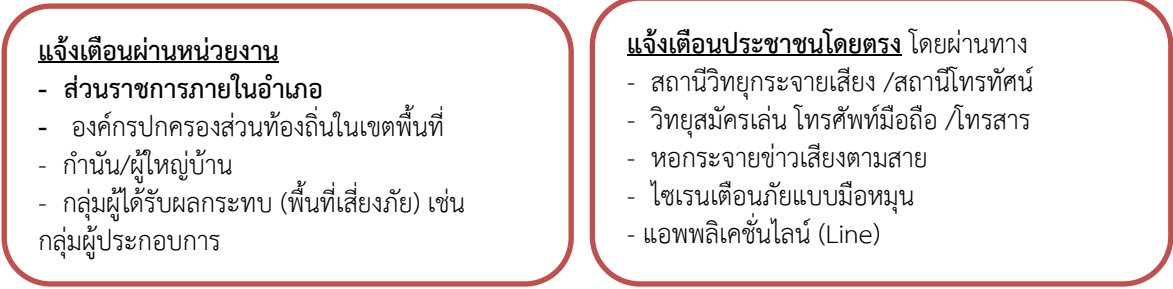 แจ้งเตือนผ่านหน่วยงาน
- ส่วนราชการภายในอำเภอ
- องค์กรปกครองส่วนท้องถิ่นในเขตพื้นที่
- กำนัน/ผู้ใหญ่บ้าน
- กลุ่มผู้ได้รับผลกระทบ (พื้นที่เสี่ยงภัย) เช่น
กลุ่มผู้ประกอบการ
แจ้งเตือนประชาชนโดยตรง โดยผ่านทาง
- สถานีวิทยุกระจายเสียง /สถานีโทรทัศน์
- วิทยุสมัครเล่น โทรศัพท์มือถือ /โทรสาร
- หอกระจายข่าวเสียงตามสาย
- ไซเรนเตือนภัยแบบมือหมุน
- แอพพลิเคชั่นไลน์ (Line)